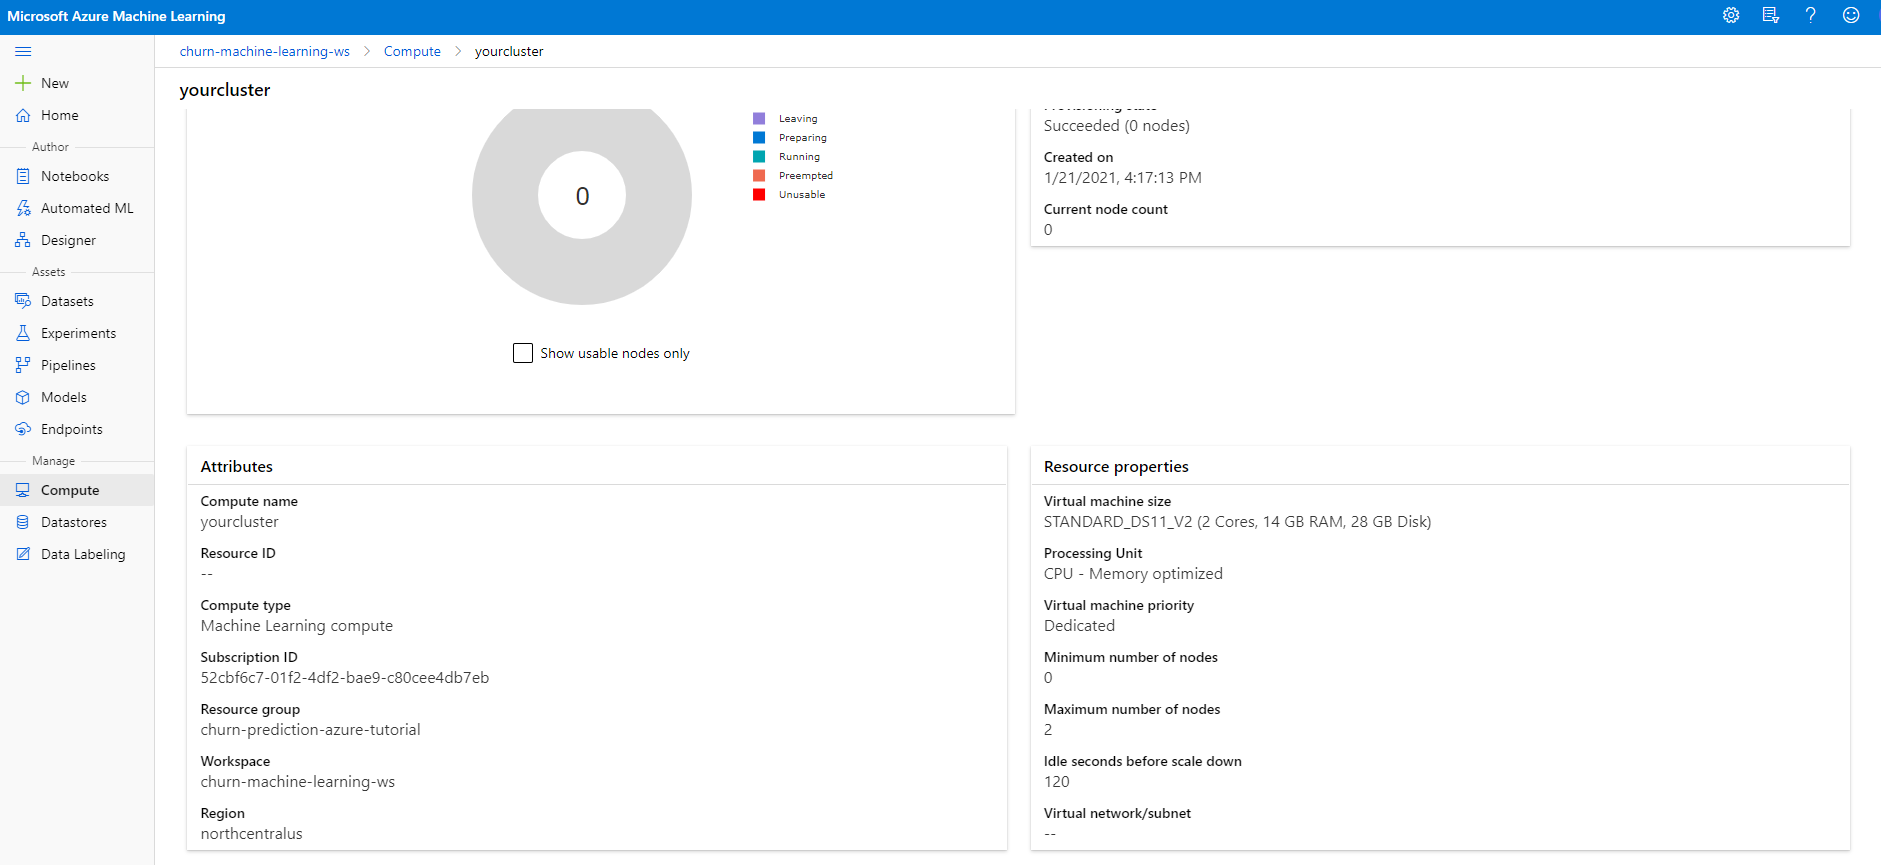 Microsoft Azure Machine Learning
churn-machine-learning-ws > Compute > yourcluster
New
Home
Author
Notebooks
Automated ML
Designer
Assets
Datasets
Experiments
Pipelines
Models
Endpoints
Manage
Compute
Datastores
Data Labeling
yourcluster
0
Leaving
Preparing
Running
Preempted
Unusable
Show usable nodes only
Provisioning state
Succeeded (0 nodes)
Created on
1/21/2021, 4:17:13 PM
Current node count
0
Attributes
Compute name
yourcluster
Resource ID
--
Compute type
Machine Learning compute
Subscription ID
52cbf6c7-01f2-4df2-bae9-c80cee4db7eb
Resource group
churn-prediction-azure-tutorial
Workspace
churn-machine-learning-ws
Region
northcentralus
Resource properties
Virtual machine size
STANDARD_DS11_V2 (2 Cores, 14 GB RAM, 28 GB Disk)
Processing Unit
CPU - Memory optimized
Virtual machine priority
Dedicated
Minimum number of nodes
0
Maximum number of nodes
2
Idle seconds before scale down
120
Virtual network/subnet
--